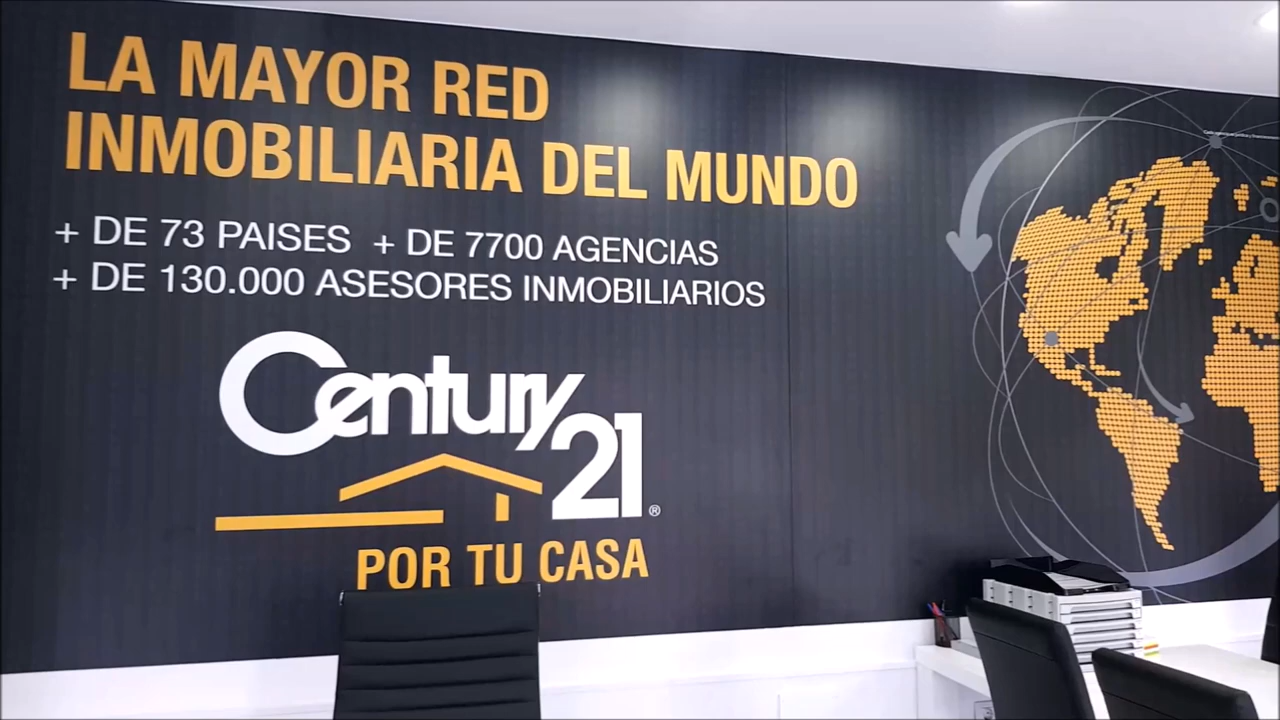 LA MAYOR RED
INMOBILIARIA DEL MUNDO
+ DE 73 PAISES + DE 7700 AGENCIAS
+ DE 130.000 ASESORES INMOBILIARIOS
Century
21®
POR TU CASA